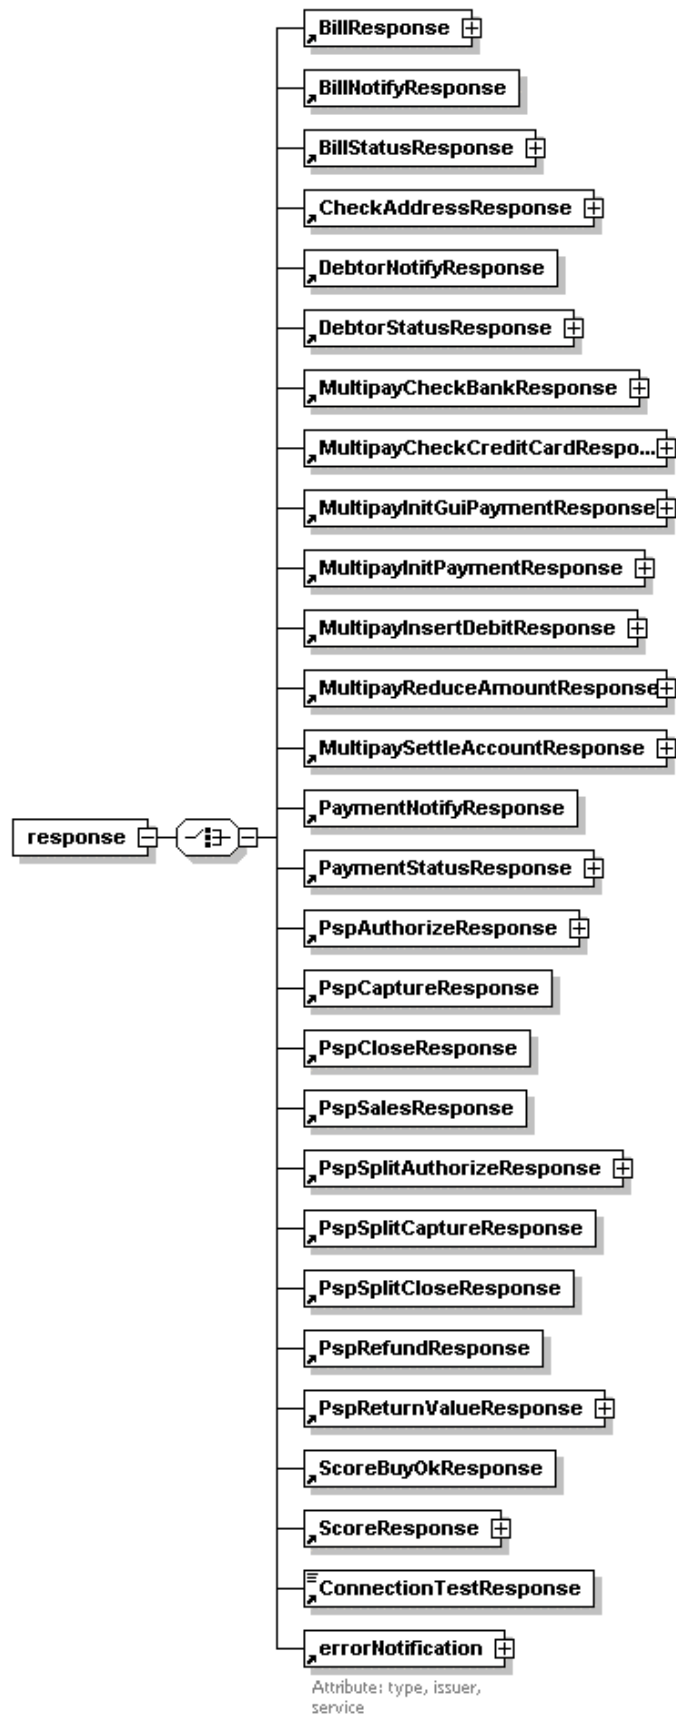 BillResponse
BillNotifyResponse
BillStatusResponse
CheckAddressResponse
DebtorNotifyResponse
DebtorStatusResponse
MultipayCheckBankResponse
MultipayCheckCreditCardRespo...
MultipayInitGuiPaymentResponse
MultipayInitPaymentResponse
MultipayInsertDebitResponse
MultipayReduceAmountResponse
MultipaySettleAccountResponse
PaymentNotifyResponse
response
PaymentStatusResponse
PspAuthorizeResponse
PspCaptureResponse
PspCloseResponse
PspSalesResponse
PspSplitAuthorizeResponse
PspSplitCaptureResponse
PspSplitCloseResponse
PspRefundResponse
PspReturnValueResponse
ScoreBuyOkResponse
ScoreResponse
ConnectionTestResponse
errorNotification
Attribute: type, issuer,
service